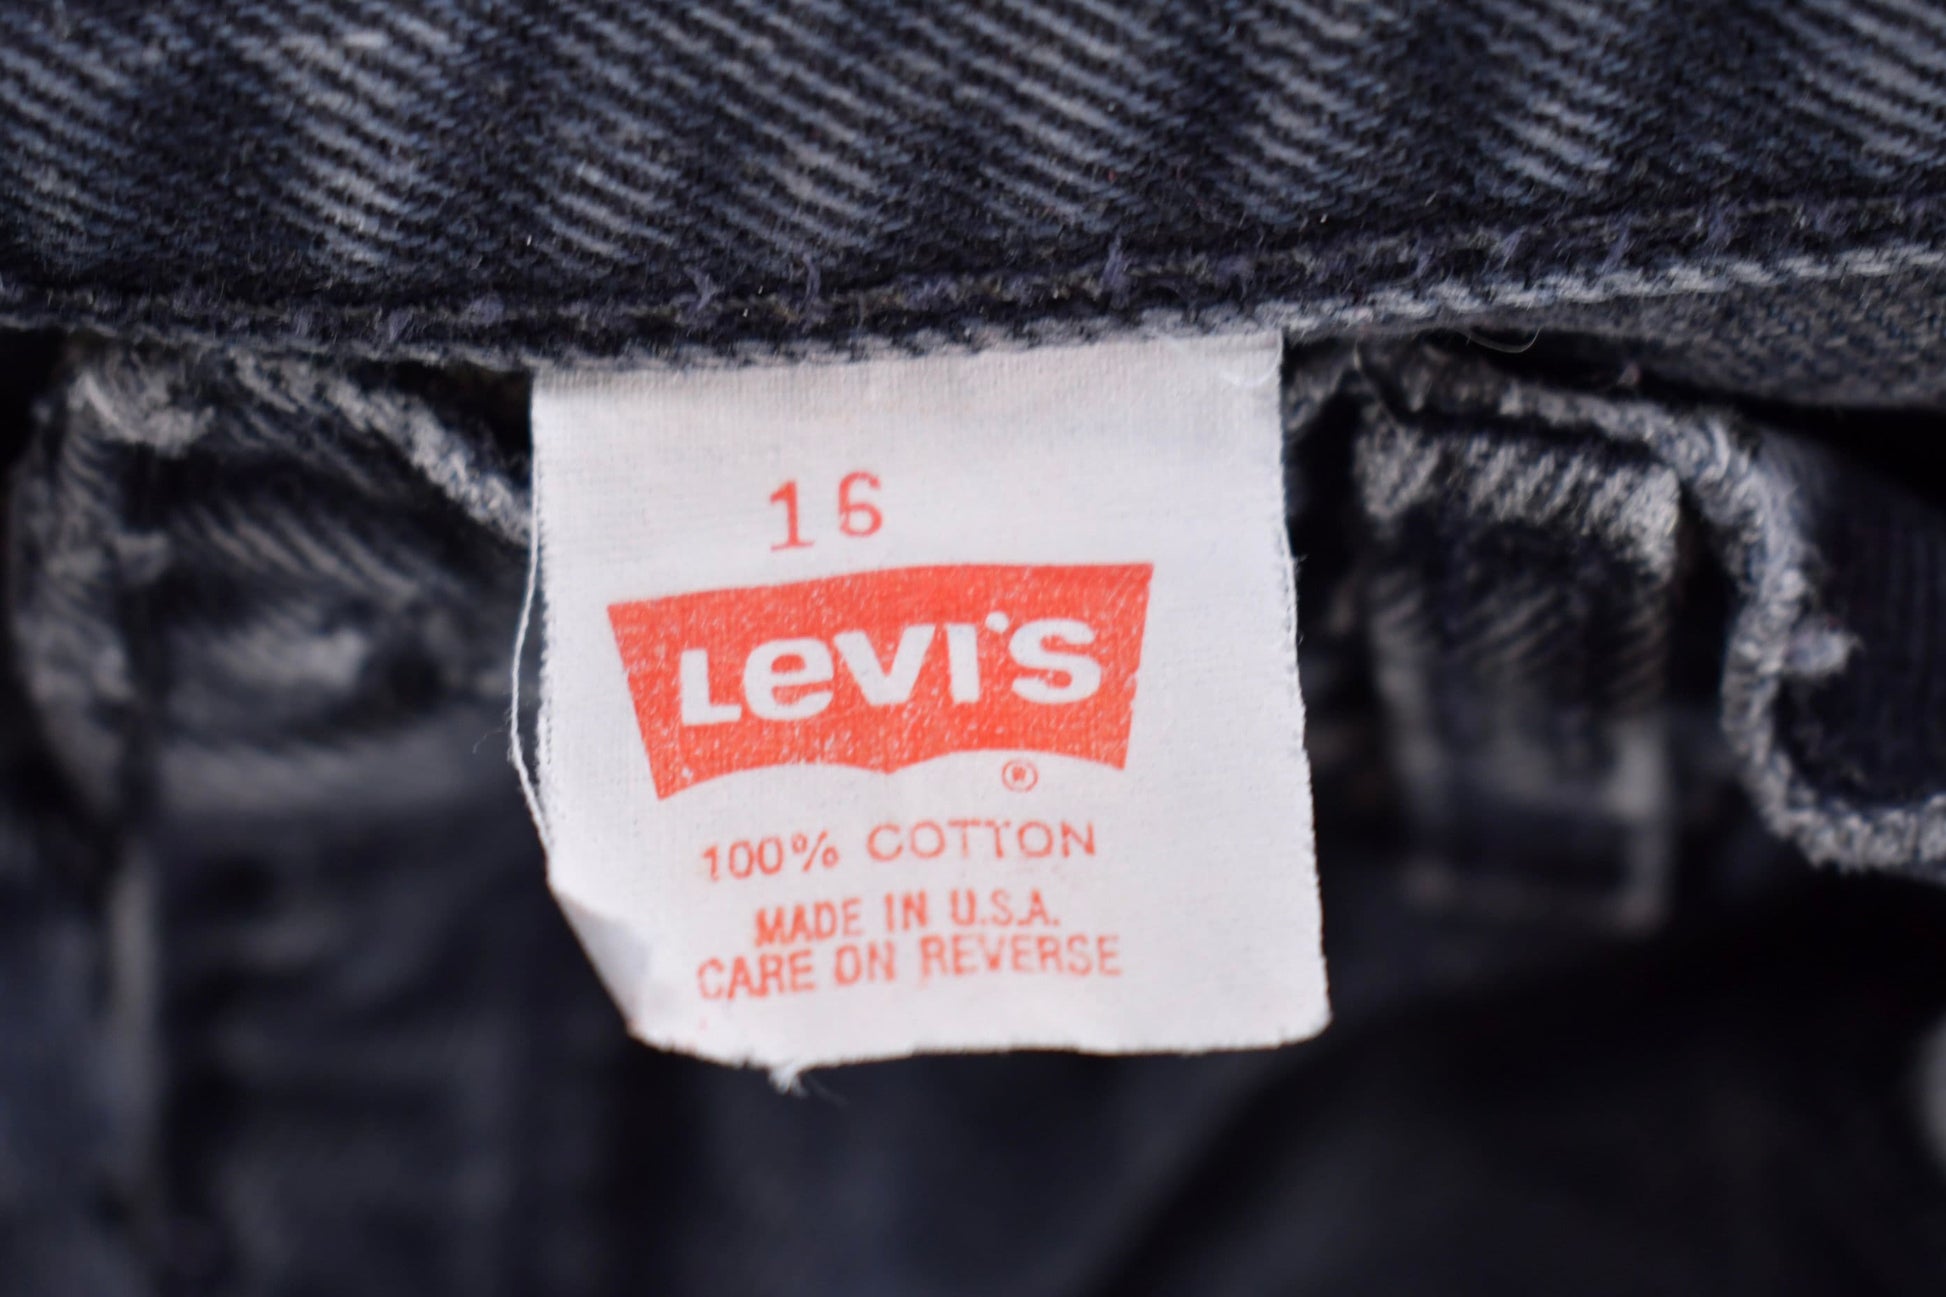 16
Levi's
®
100% COTTON
MADE IN U.S.A.
CARE ON REVERSE